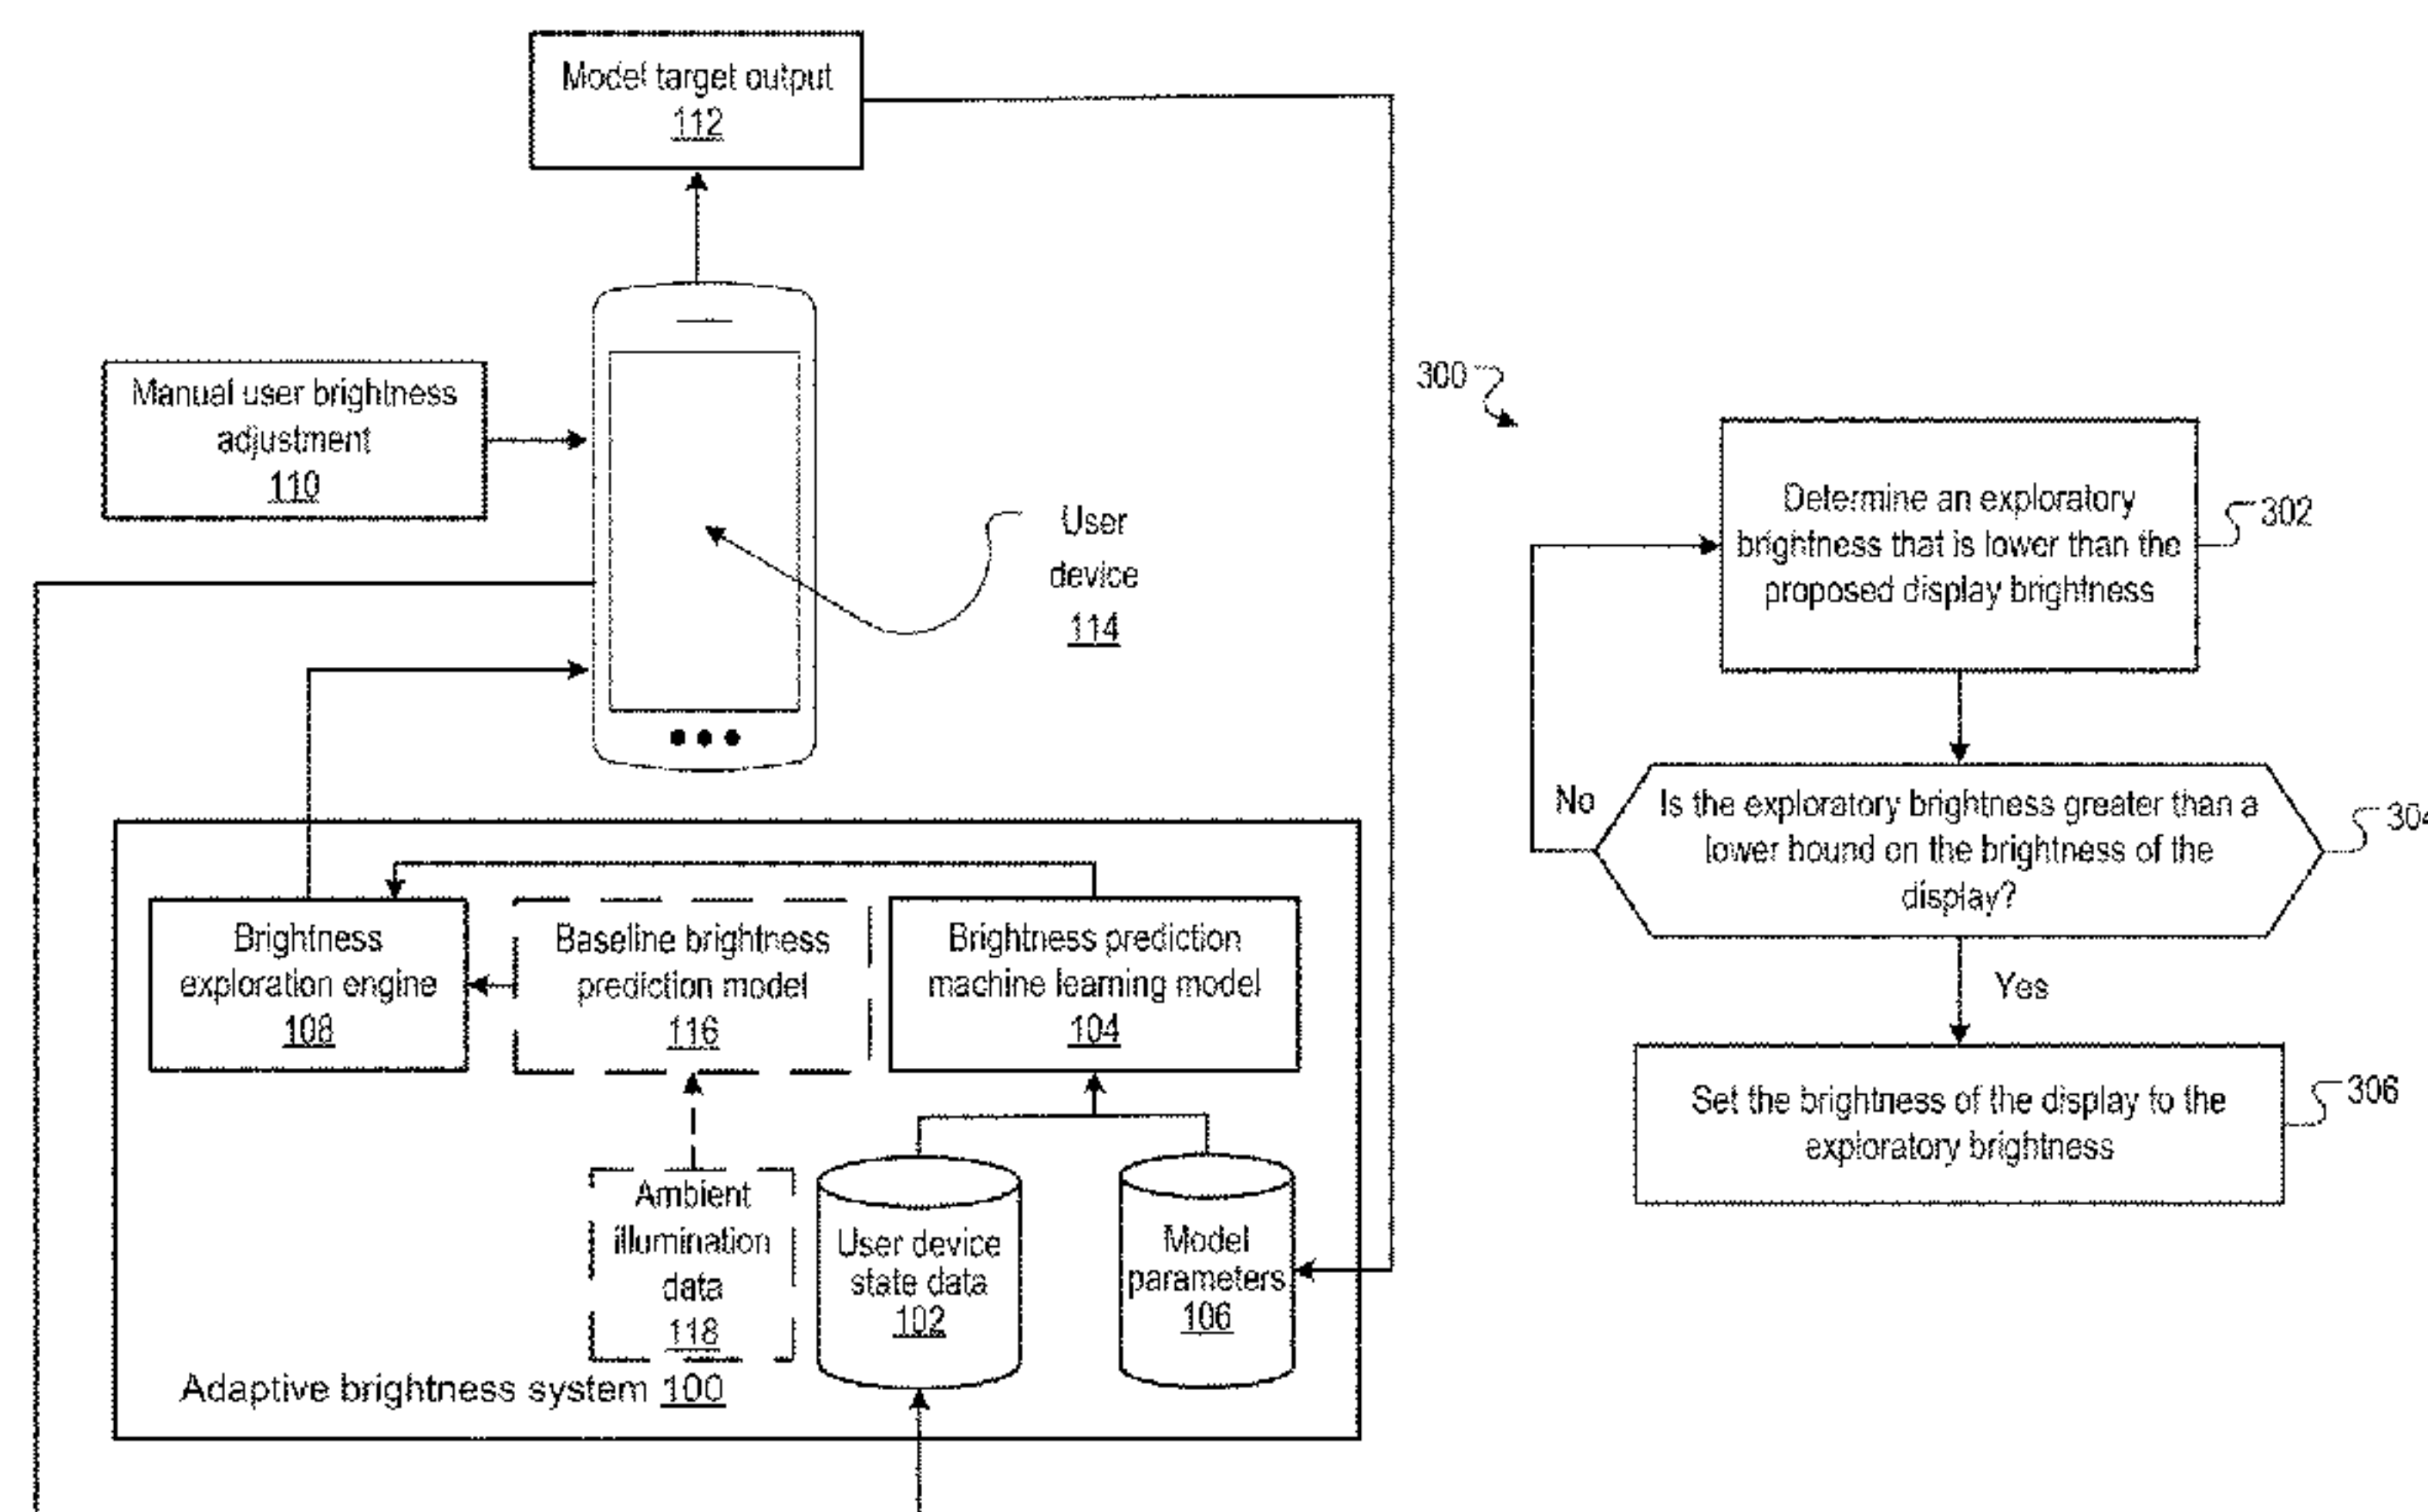 Model target output
112
Manual user brightness
adjustment
110
User
device
114
Brightness
exploration engine
108
Baseline brightness
prediction model
116
Brightness prediction
machine learning model
104
Ambient
illumination
data
118
User device
state data
102
Model
parameters
106
Adaptive brightness system 100
300
Determine an exploratory
brightness that is lower than the
proposed display brightness
302
No
Is the exploratory brightness greater than a
lower bound on the brightness of the
display?
304
Yes
Set the brightness of the display to the
exploratory brightness
306